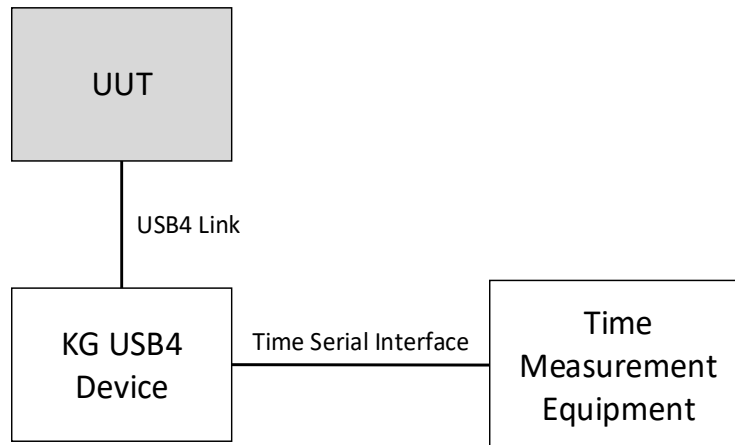 UUT
USB4 Link
KG USB4
Device
Time Serial Interface
Time
Measurement
Equipment